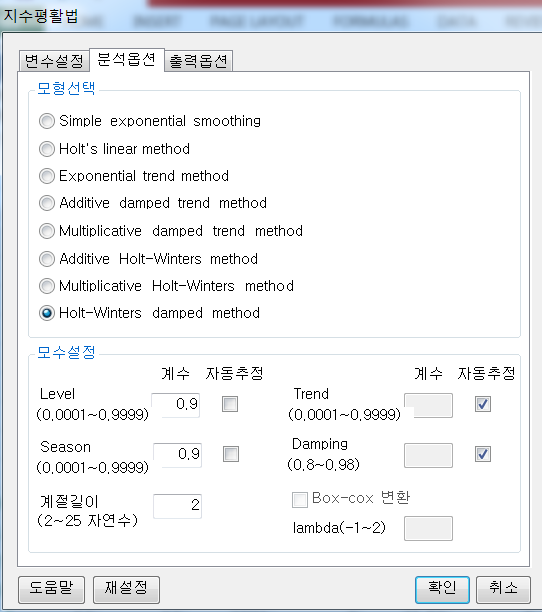 지수평활법
INSERT PAGE LAYOUT FORMULAS DATA
변수설정 분석옵션 출력옵션
모형선택
Simple exponential smoothing
Holt's linear method
Exponential trend method
Additive damped trend method
Multiplicative damped trend method
Additive Holt-Winters method
Multiplicative Holt-Winters method
Holt-Winters damped method
모수설정
계수 자동추정 계수 자동추정
Level 0.9 Trend
(0,0001~0,9999) (0,0001~0,9999)
Season 0.9 Damping
(0,0001~0,9999) (0,8~0,98)
계절길이 2 Box-cox 변환
(2~25 자연수) lambda(-1~2)
도움말 재설정 확인 취소